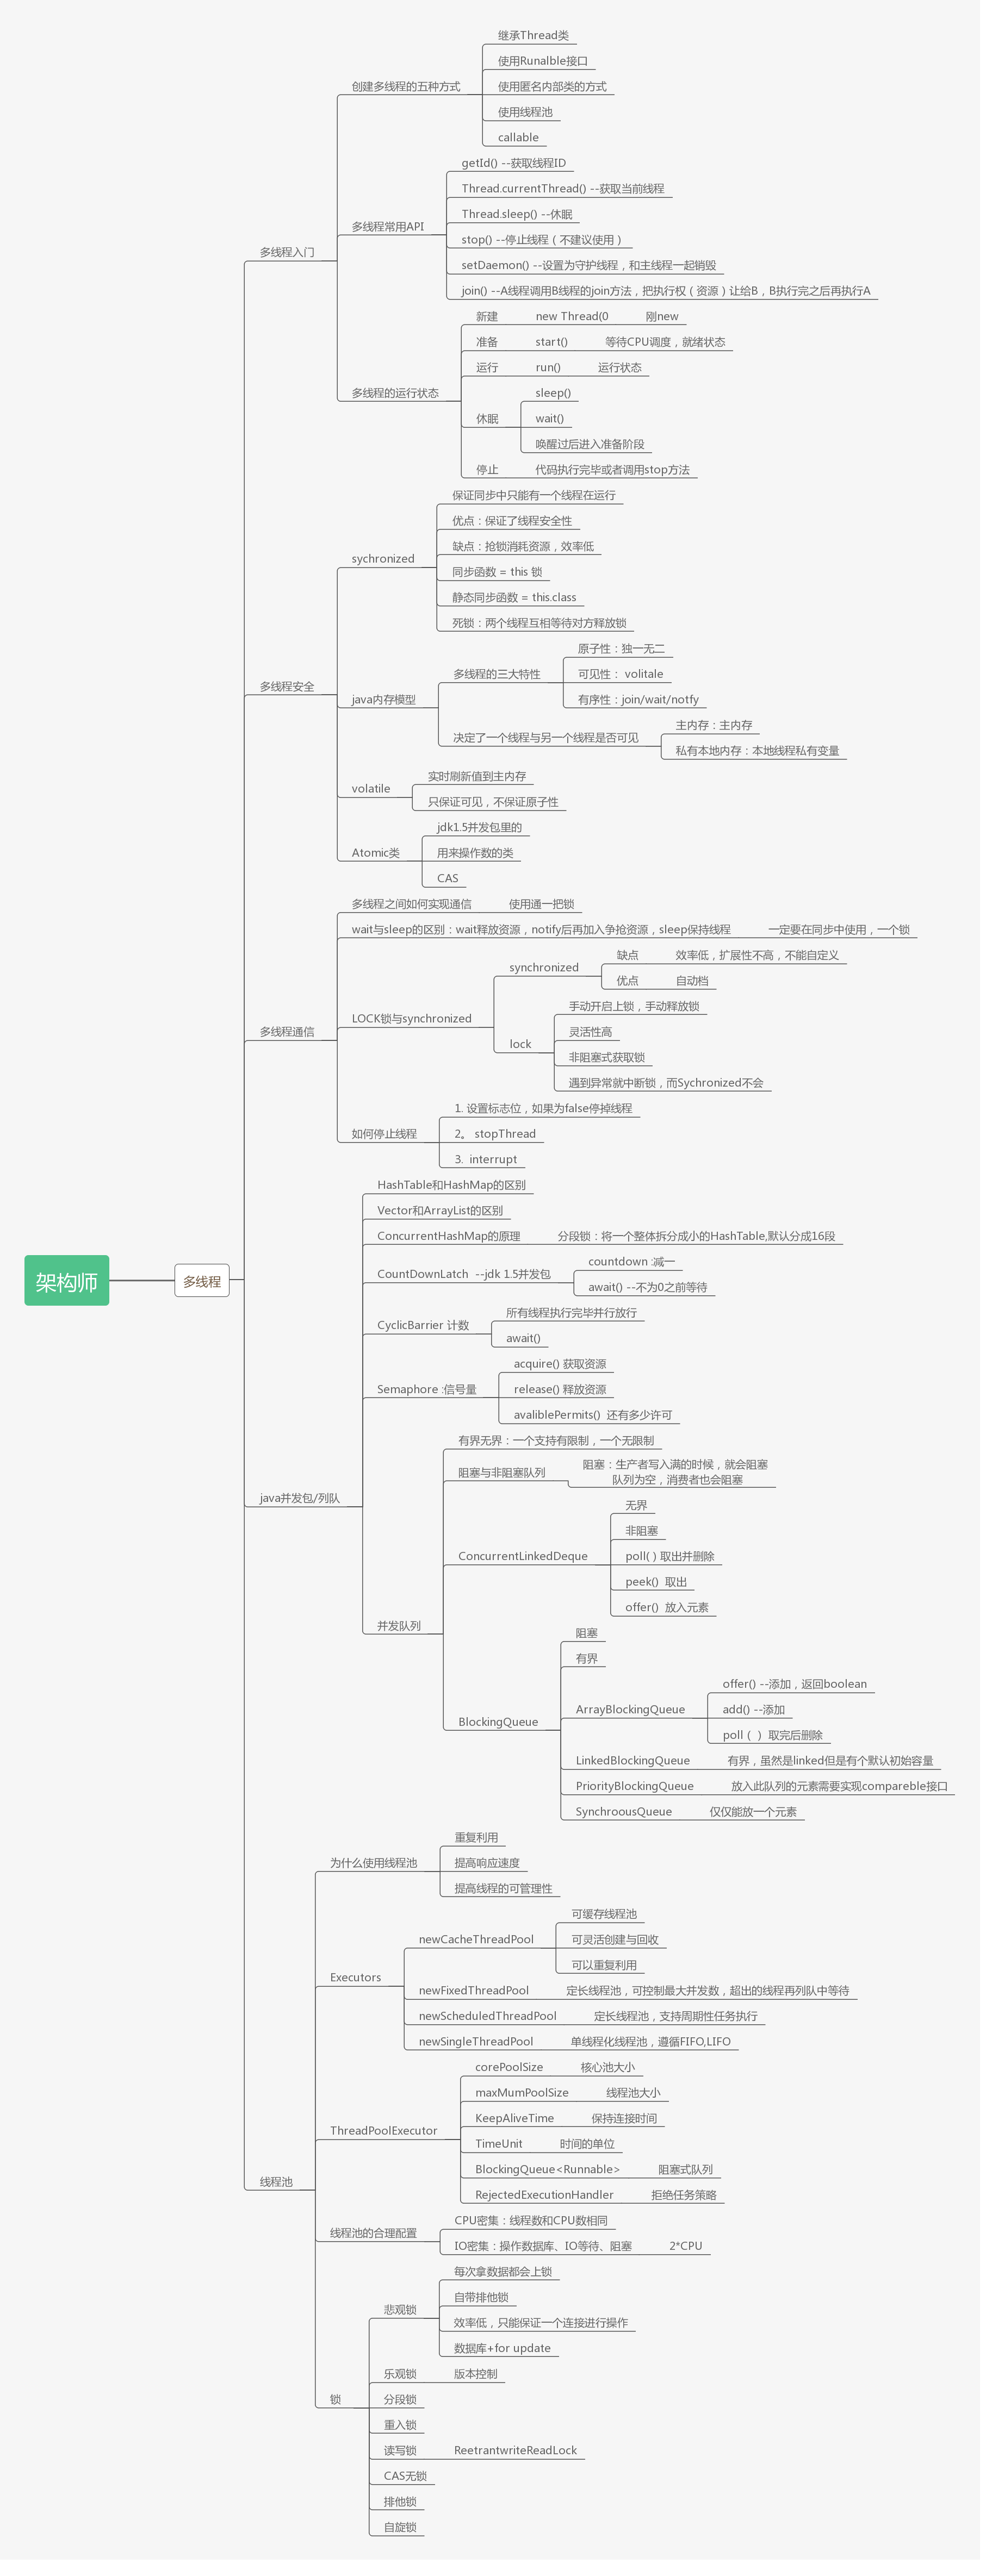 继承Thread类
使用Runalble接口
创建多线程的五种方式
使用匿名内部类的方式
使用线程池
callable
getId() --获取线程ID
Thread.currentThread() --获取当前线程
Thread.sleep() --休眠
多线程常用API
stop() --停止线程（不建议使用）
多线程入门
setDaemon() --设置为守护线程，和主线程一起销毁
join() --A线程调用B线程的join方法，把执行权（资源）让给B，B执行完之后再执行A
新建 new Thread(0 刚new
准备 start() 等待CPU调度，就绪状态
运行 run() 运行状态
多线程的运行状态
sleep()
休眠 wait()
唤醒过后进入准备阶段
停止 代码执行完毕或者调用stop方法
保证同步中只能有一个线程在运行
优点：保证了线程安全性
缺点：抢锁消耗资源，效率低
sychronized
同步函数 = this 锁
静态同步函数 = this.class
死锁：两个线程互相等待对方释放锁
原子性：独一无二
多线程的三大特性 可见性： volitale
多线程安全
java内存模型 有序性：join/wait/notfy
主内存：主内存
决定了一个线程与另一个线程是否可见
私有本地内存：本地线程私有变量
实时刷新值到主内存
volatile
只保证可见，不保证原子性
jdk1.5并发包里的
Atomic类 用来操作数的类
CAS
多线程之间如何实现通信 使用通一把锁
wait与sleep的区别：wait释放资源，notify后再加入争抢资源，sleep保持线程 一定要在同步中使用，一个锁
缺点 效率低，扩展性不高，不能自定义
synchronized
优点 自动档
手动开启上锁，手动释放锁
LOCK锁与synchronized
多线程通信
灵活性高
lock
非阻塞式获取锁
遇到异常就中断锁，而Sychronized不会
1. 设置标志位，如果为false停掉线程
如何停止线程 2。 stopThread
3. interrupt
HashTable和HashMap的区别
Vector和ArrayList的区别
ConcurrentHashMap的原理 分段锁：将一个整体拆分成小的HashTable,默认分成16段
countdown :减一
CountDownLatch --jdk 1.5并发包
架构师
多线程
await() --不为0之前等待
所有线程执行完毕并行放行
CyclicBarrier 计数
await()
acquire() 获取资源
Semaphore :信号量 release() 释放资源
avaliblePermits() 还有多少许可
有界无界：一个支持有限制，一个无限制
阻塞：生产者写入满的时候，就会阻塞
阻塞与非阻塞队列
队列为空，消费者也会阻塞
java并发包/列队
无界
非阻塞
ConcurrentLinkedDeque poll( ) 取出并删除
peek() 取出
offer() 放入元素
并发队列
阻塞
有界
offer() --添加，返回boolean
ArrayBlockingQueue add() --添加
BlockingQueue
poll（ ） 取完后删除
LinkedBlockingQueue 有界，虽然是linked但是有个默认初始容量
PriorityBlockingQueue 放入此队列的元素需要实现compareble接口
SynchroousQueue 仅仅能放一个元素
重复利用
为什么使用线程池 提高响应速度
提高线程的可管理性
可缓存线程池
newCacheThreadPool 可灵活创建与回收
可以重复利用
Executors
newFixedThreadPool 定长线程池，可控制最大并发数，超出的线程再列队中等待
newScheduledThreadPool 定长线程池，支持周期性任务执行
newSingleThreadPool 单线程化线程池，遵循FIFO,LIFO
corePoolSize 核心池大小
maxMumPoolSize 线程池大小
KeepAliveTime 保持连接时间
ThreadPoolExecutor
TimeUnit 时间的单位
BlockingQueue<Runnable> 阻塞式队列
线程池
RejectedExecutionHandler 拒绝任务策略
CPU密集：线程数和CPU数相同
线程池的合理配置
IO密集：操作数据库、IO等待、阻塞 2*CPU
每次拿数据都会上锁
自带排他锁
悲观锁
效率低，只能保证一个连接进行操作
数据库+for update
乐观锁 版本控制
锁
分段锁
重入锁
读写锁 ReetrantwriteReadLock
CAS无锁
排他锁
自旋锁